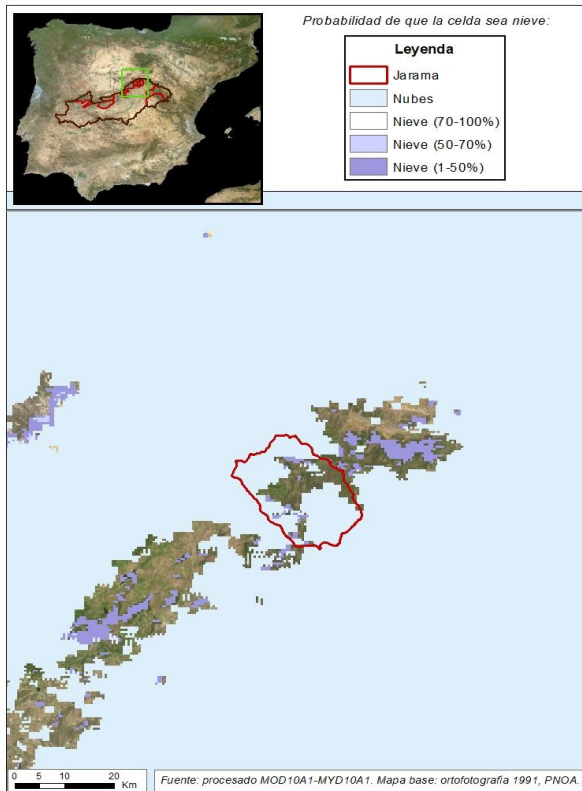 Probabilidad de que la celda sea nieve:
Leyenda
Jarama
Nubes
Nieve (70-100%)
Nieve (50-70%)
Nieve (1-50%)
0 5 10 20
Km
Fuente: procesado MOD10A1-MYD10A1. Mapa base: ortofotografia 1991, PNOA.